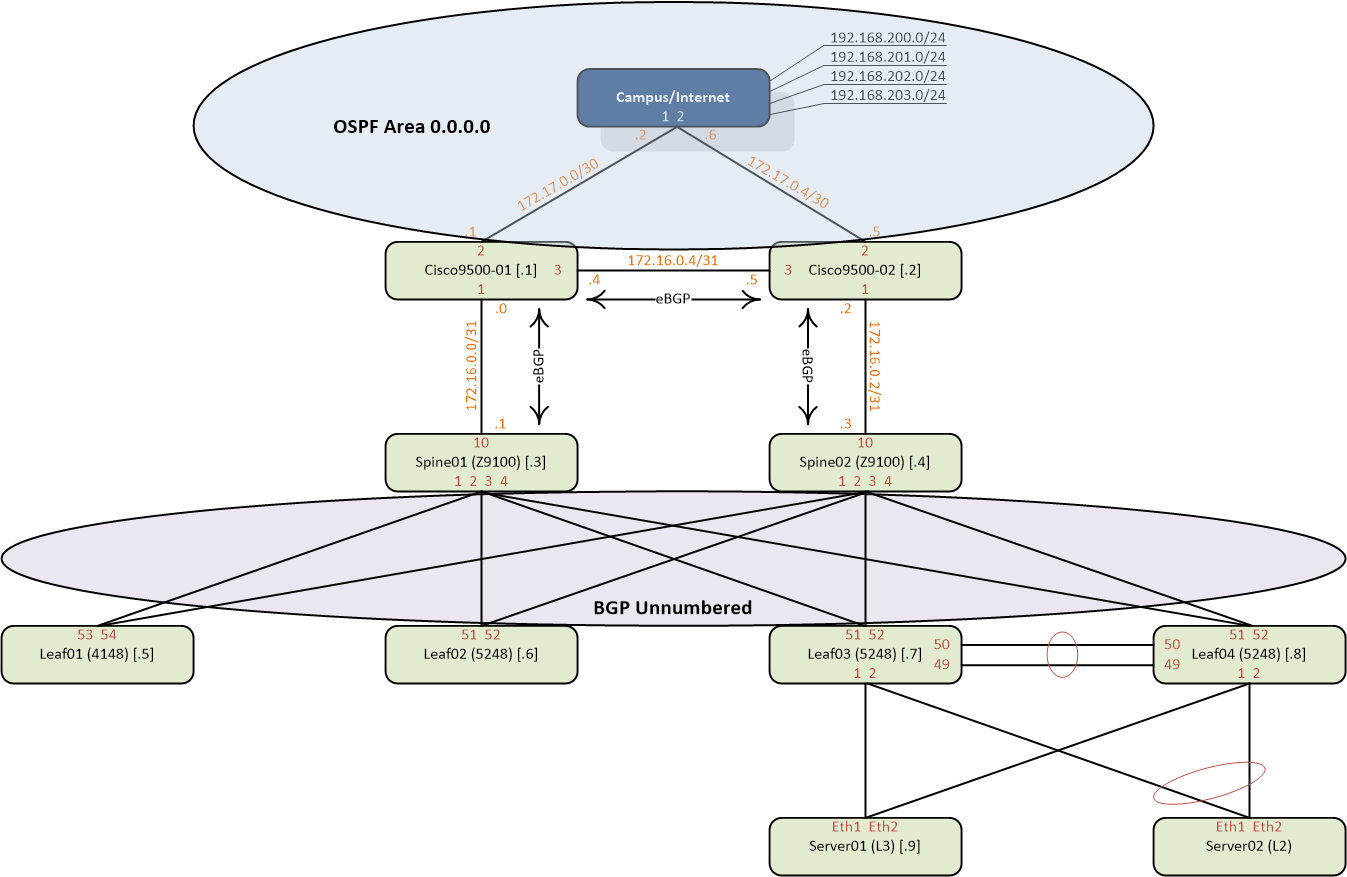 192.168.200.0/24
192.168.201.0/24
192.168.202.0/24
192.168.203.0/24
Campus/Internet
1 2
OSPF Area 0.0.0.0
.2
.6
172.17.0.0/30
172.17.0.4/30
.1
.5
2
Cisco9500-01 [.1]
3
1
172.16.0.4/31
.4
.5
eBGP
2
3
Cisco9500-02 [.2]
1
.0
.2
172.16.0.0/31
eBGP
eBGP
172.16.0.2/31
.1
.3
10
Spine01 (Z9100) [.3]
1 2 3 4
10
Spine02 (Z9100) [.4]
1 2 3 4
BGP Unnumbered
53 54
Leaf01 (4148) [.5]
51 52
Leaf02 (5248) [.6]
51 52
50
Leaf03 (5248) [.7]
49
1 2
51 52
50
Leaf04 (5248) [.8]
49
1 2
Eth1 Eth2
Server01 (L3) [.9]
Eth1 Eth2
Server02 (L2)